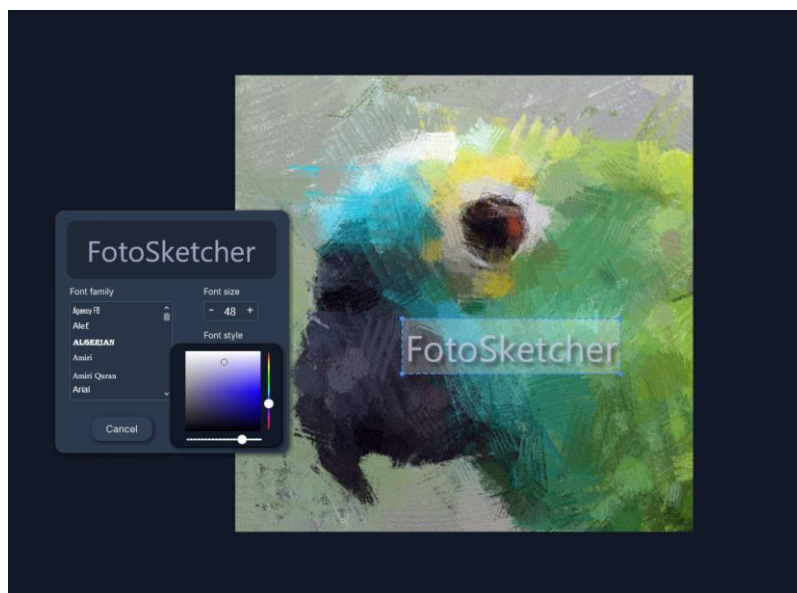 FotoSketcher
Font family
Font size
Agency FB
- 48 +
Alef
Font style
ALGERIAN
Amiri
Amiri Quran
Arial
Cancel
FotoSketcher